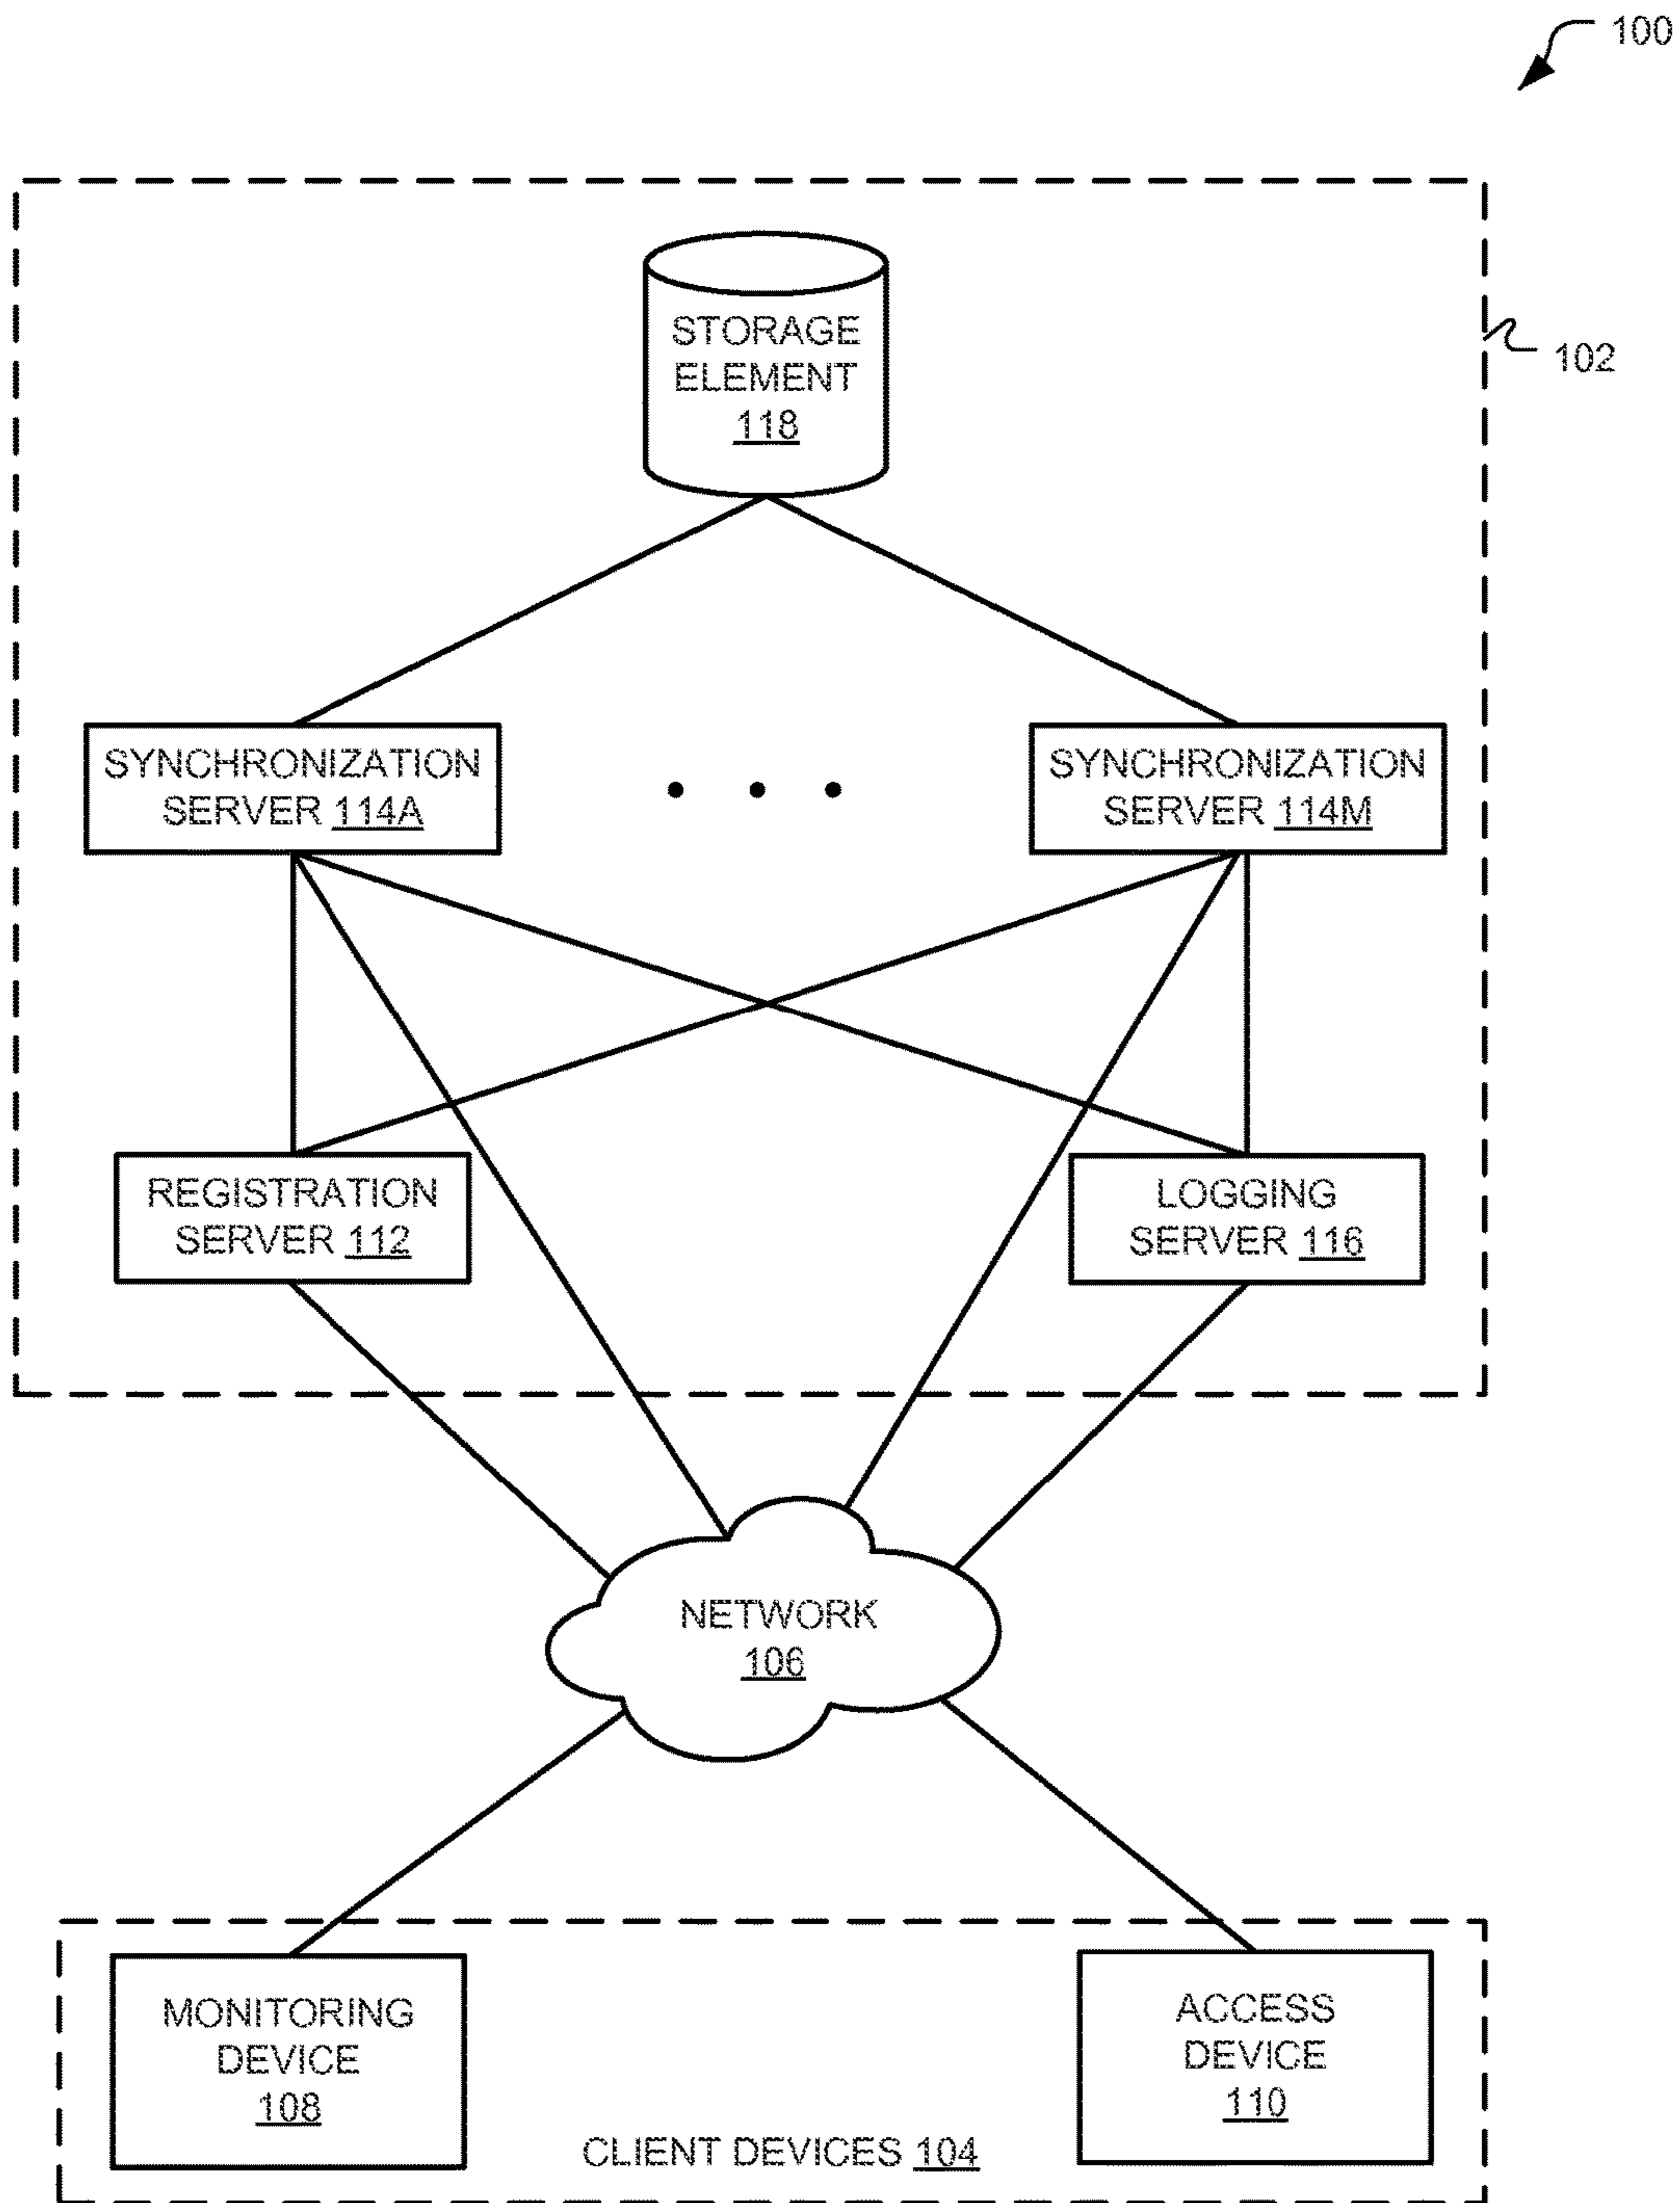 100
102
STORAGE
ELEMENT
118
SYNCHRONIZATION
SERVER 114A
SYNCHRONIZATION
SERVER 114M
REGISTRATION
SERVER 112
LOGGING
SERVER 116
NETWORK
106
MONITORING
DEVICE
108
ACCESS
DEVICE
110
CLIENT DEVICES 104